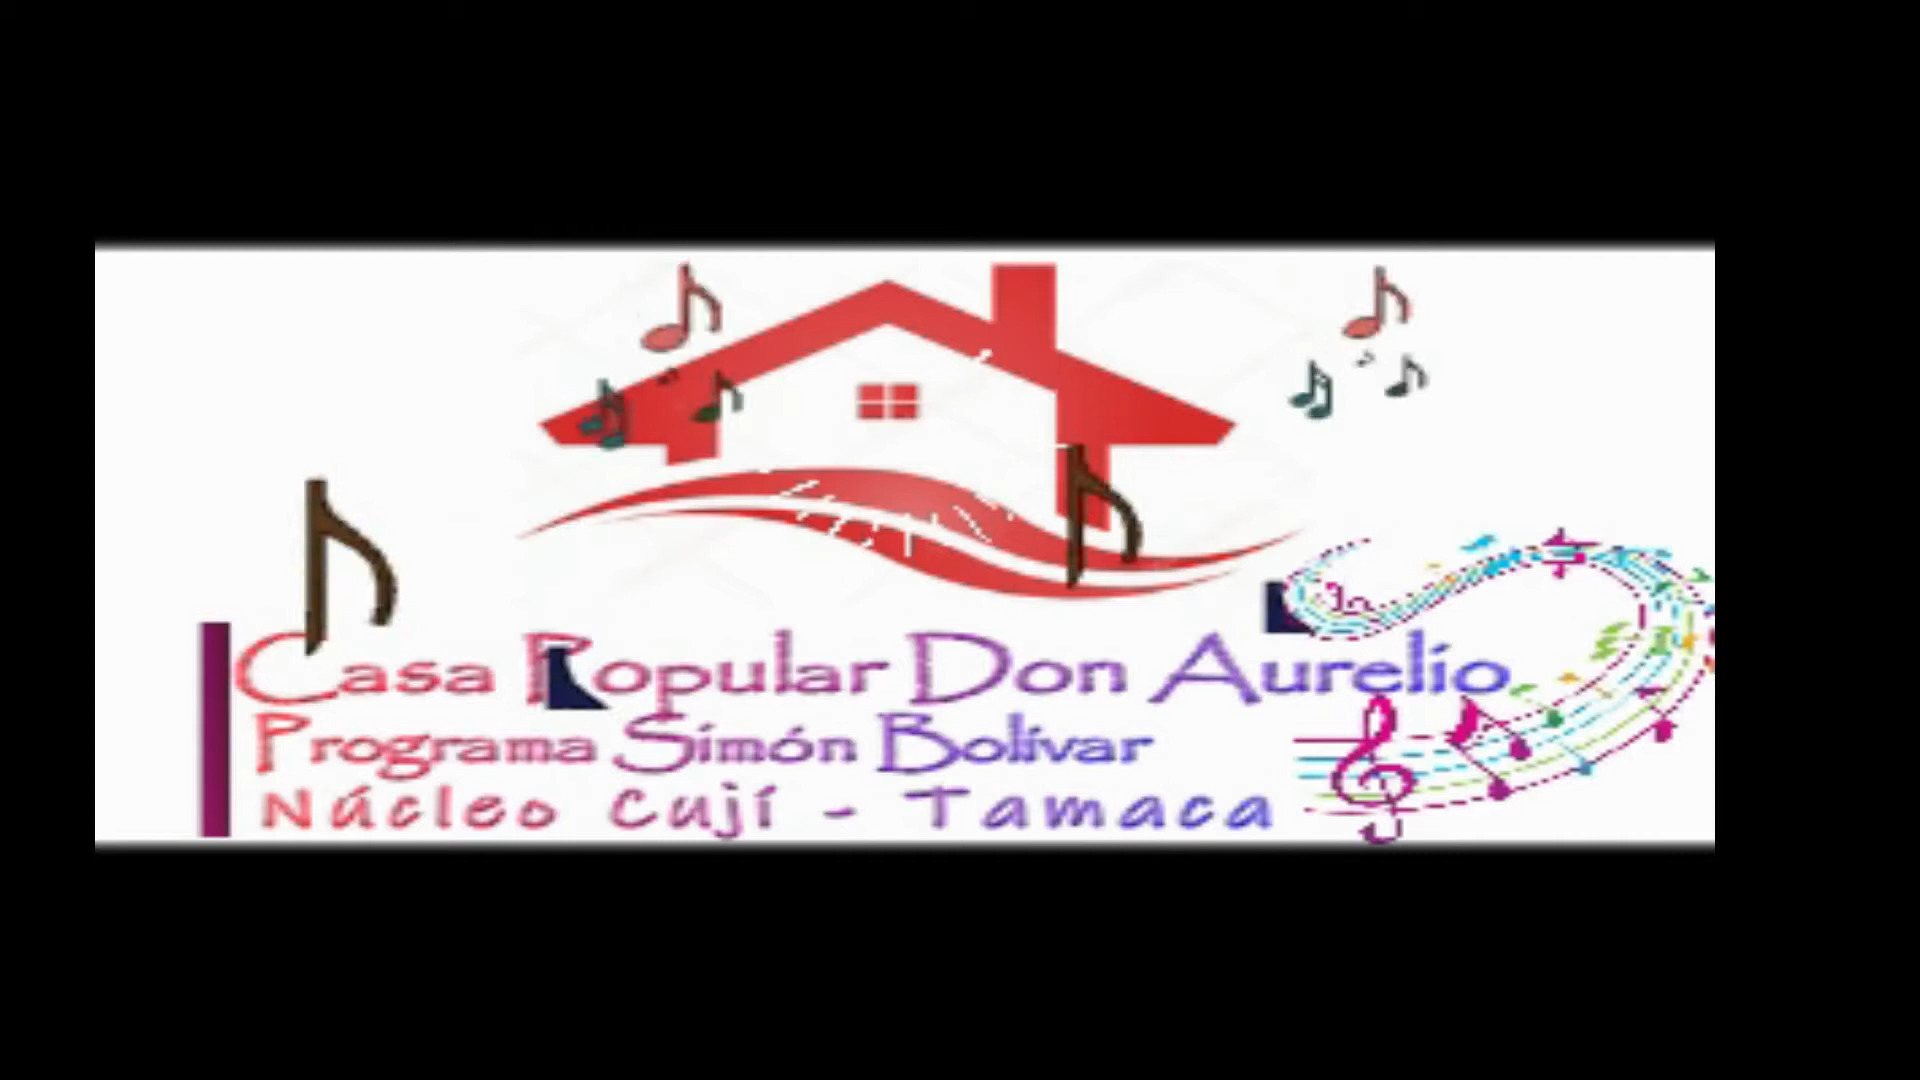 Casa Popular Don Aurelio
Programa Simón Bolívar
Núcleo Cují - Tamaca